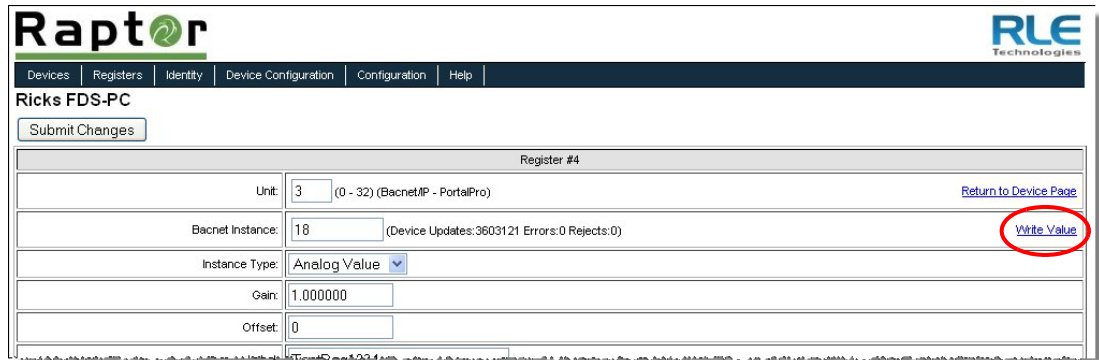 Raptor
RLE
Technologies
Devices Registers Identity Device Configuration Configuration Help
Ricks FDS-PC
Submit Changes
Register #4
Unit: 3 (0 - 32) (Bacnet/IP - PortalPro) Return to Device Page
Bacnet Instance: 18 (Device Updates:3603121 Errors:0 Rejects:0) Write Value
Instance Type: Analog Value
Gain: 1.000000
Offset: 0